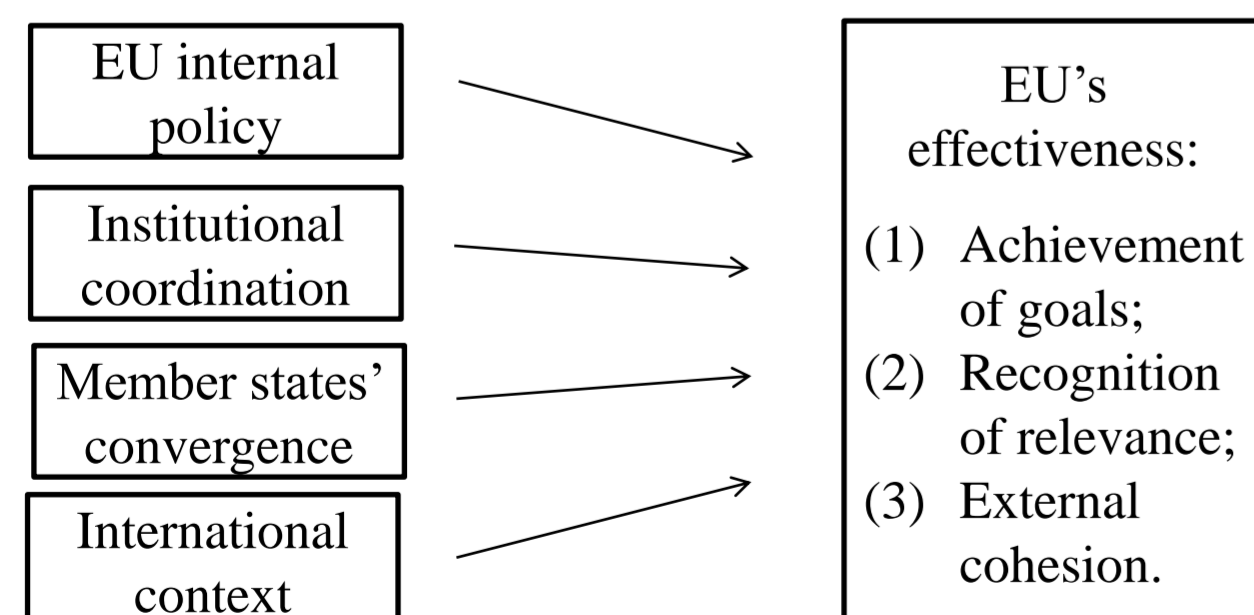 EU internal
policy
Institutional
coordination
Member states’
convergence
International
context
EU’s
effectiveness:
(1) Achievement
of goals;
(2) Recognition
of relevance;
(3) External
cohesion.